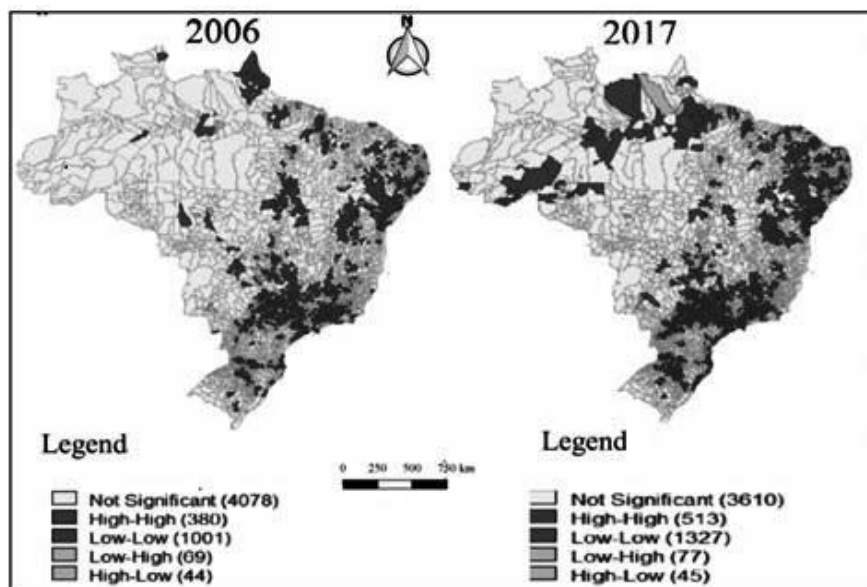 2006
N
2017
Legend
Not Significant (4078)
High-High (380)
Low-Low (1001)
Low-High (69)
High-Low (44)
0 250 500 750 km
Legend
Not Significant (3610)
High-High (513)
Low-Low (1327)
Low-High (77)
High-Low (45)